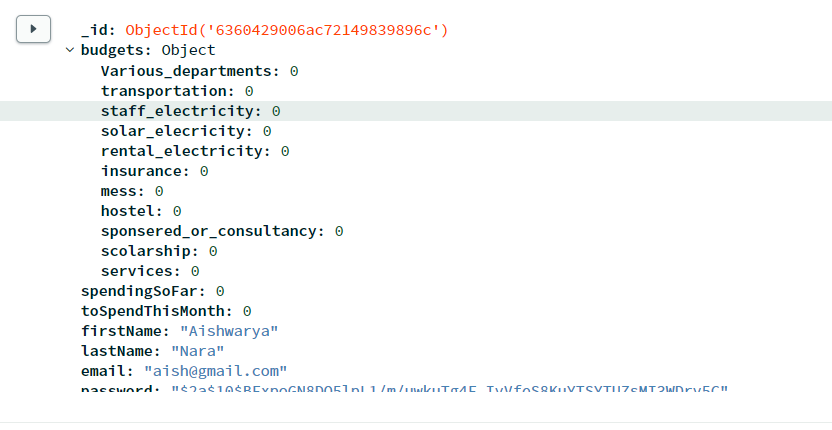 _id: ObjectId('6360429006ac72149839896c')
budgets: Object
Various_departments: 0
transportation: 0
staff_electricity: 0
solar_elecricity: 0
rental_electricity: 0
insurance: 0
mess: 0
hostel: 0
sponsered_or_consultancy: 0
scolarship: 0
services: 0
spendingSoFar: 0
toSpendThisMonth: 0
firstName: "Aishwarya"
lastName: "Nara"
email: "aish@gmail.com"
password: